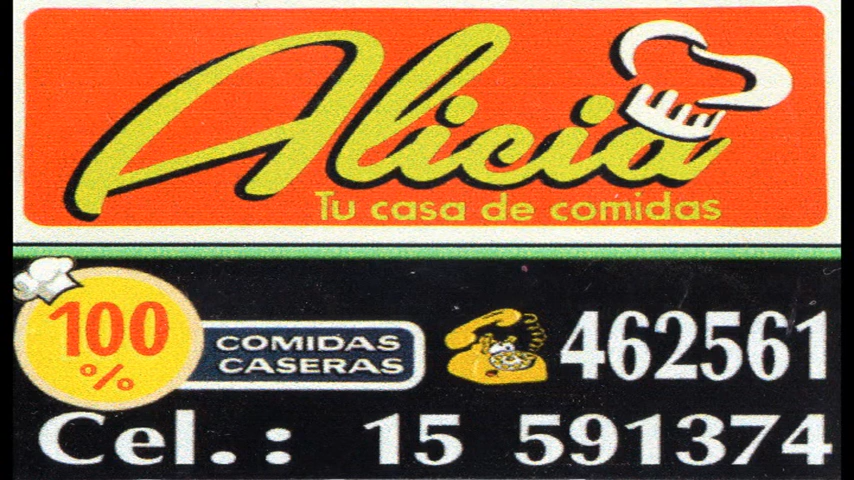 Alicia
Tu casa de comidas
100
%
COMIDAS
CASERAS
462561
Cel.: 15 591374